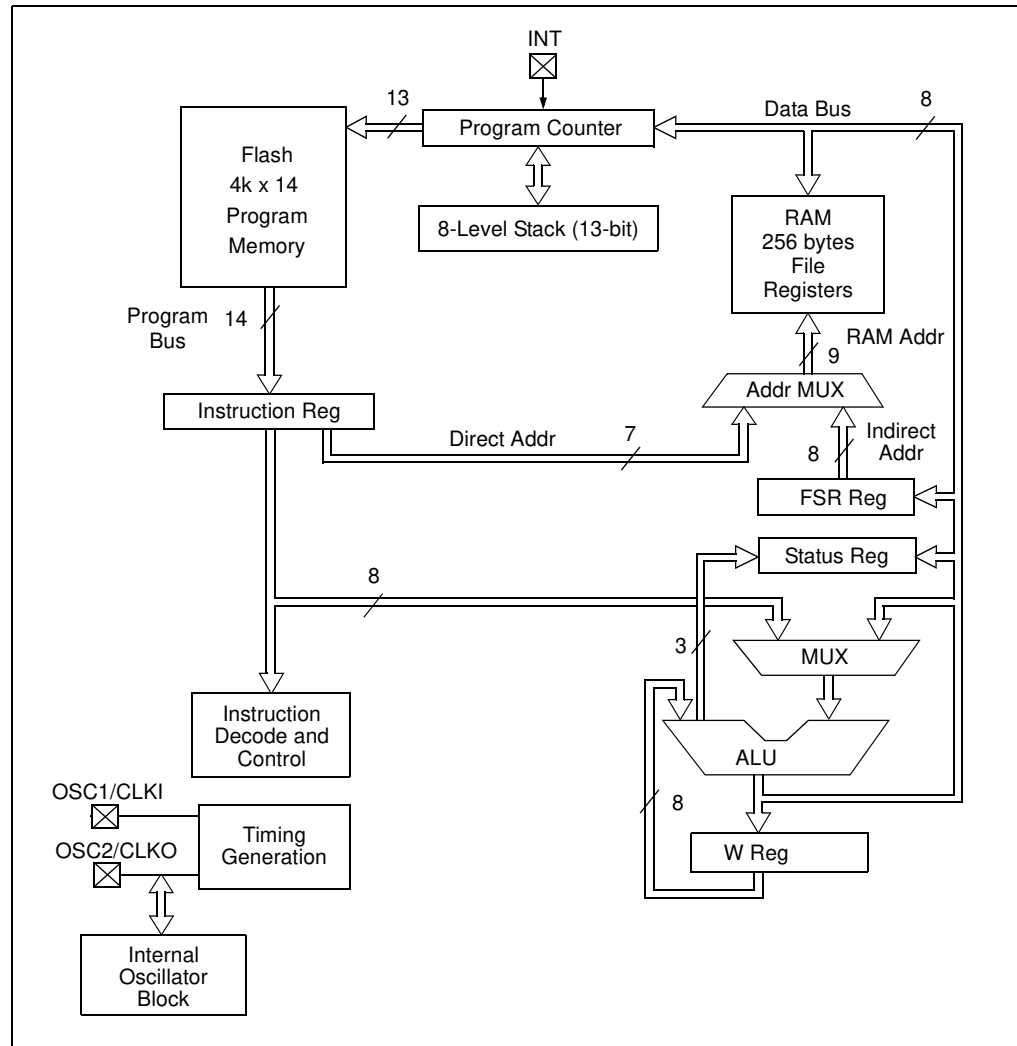 INT
13
Program Counter
Data Bus
8
Flash
4k x 14
Program
Memory
8-Level Stack (13-bit)
RAM
256 bytes
File
Registers
Program
Bus
14
RAM Addr
9
Addr MUX
Instruction Reg
Direct Addr
7
Indirect
Addr
8
FSR Reg
Status Reg
8
3
MUX
Instruction
Decode and
Control
ALU
8
OSC1/CLKI
Timing
Generation
OSC2/CLKO
W Reg
Internal
Oscillator
Block